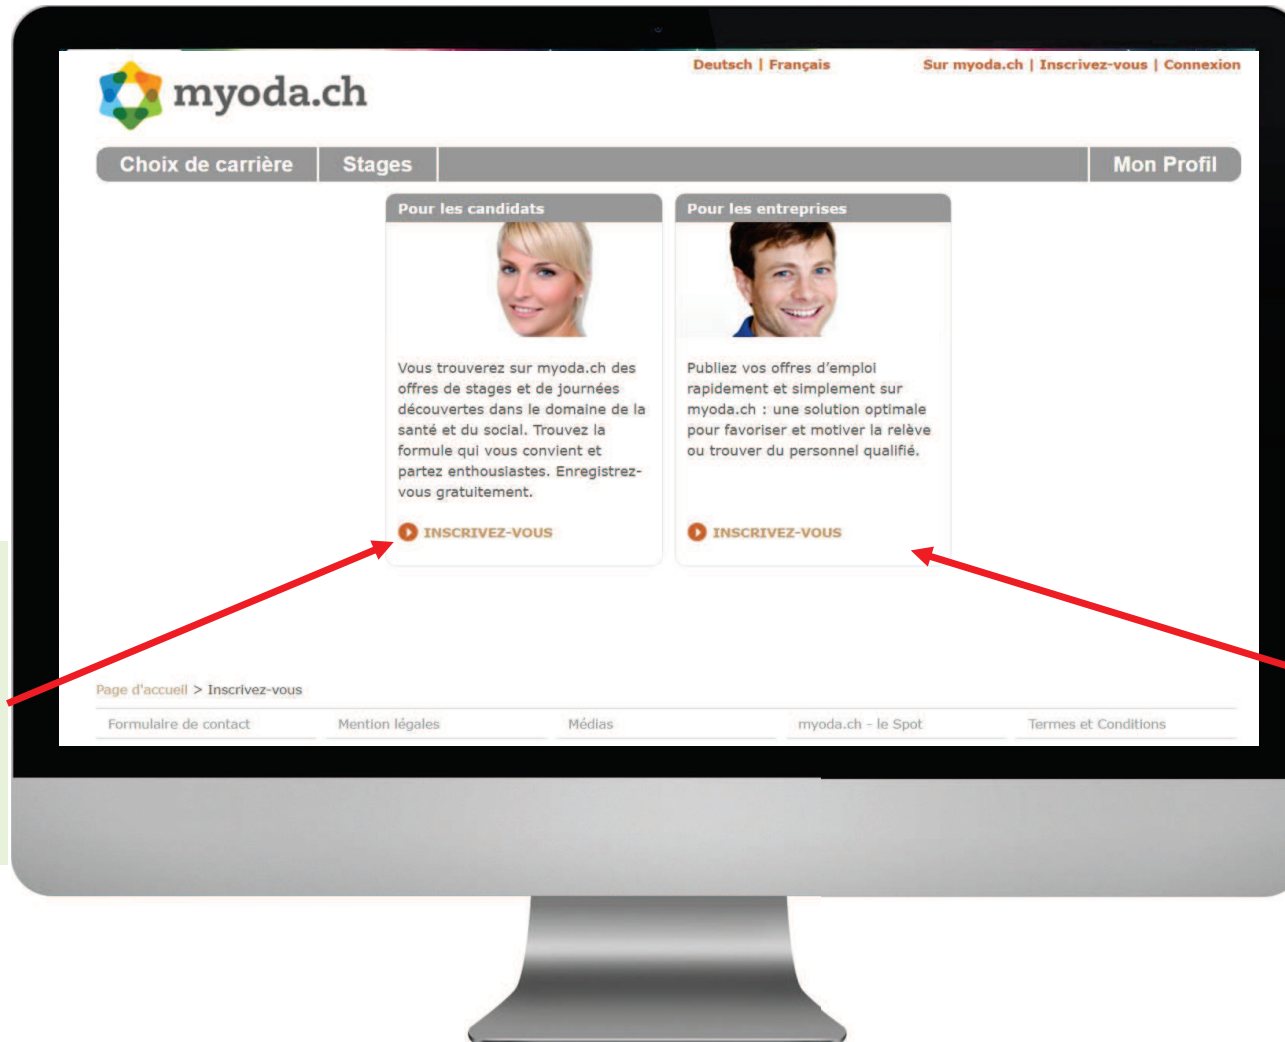 Deutsch | Français
Sur myoda.ch | Inscrivez-vous | Connexion
myoda.ch
Choix de carrière
Stages
Mon Profil
Pour les candidats
Vous trouverez sur myoda.ch des
offres de stages et de journées
découvertes dans le domaine de la
santé et du social. Trouvez la
formule qui vous convient et
partez enthousiastes. Enregistrez-
vous gratuitement.
INSCRIVEZ-VOUS
Pour les entreprises
Publiez vos offres d'emploi
rapidement et simplement sur
myoda.ch : une solution optimale
pour favoriser et motiver la relève
ou trouver du personnel qualifié.
INSCRIVEZ-VOUS
Page d'accueil > Inscrivez-vous
Formulaire de contact
Mention légales
Médias
myoda.ch - le Spot
Termes et Conditions